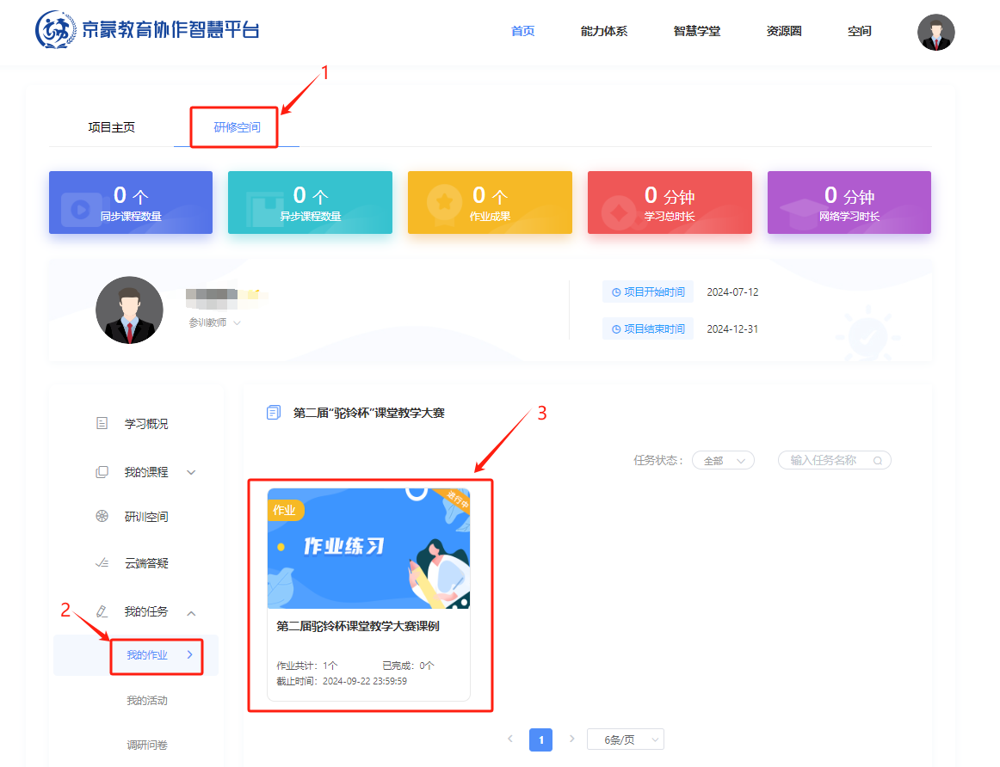 京蒙教育协作智慧平台
首页 能力体系 智慧学堂 资源圈 空间
1
项目主页 研修空间
0 个 0 个 0 个 0 分钟 0 分钟
同步课程数量 异步课程数量 作业成果 学习总时长 网络学习时长
项目开始时间 2024-07-12
参训教师
项目结束时间 2024-12-31
第二届“驼铃杯”课堂教学大赛
3
学习概况
任务状态： 全部 输入任务名称
我的课程
研训空间
云端答疑
2
我的任务
我的作业
我的活动
调研问卷
作业 进行中
作业练习
第二届驼铃杯课堂教学大赛课例
作业共计：1个 已完成：0个
截止时间：2024-09-22 23:59:59
1 6条/页